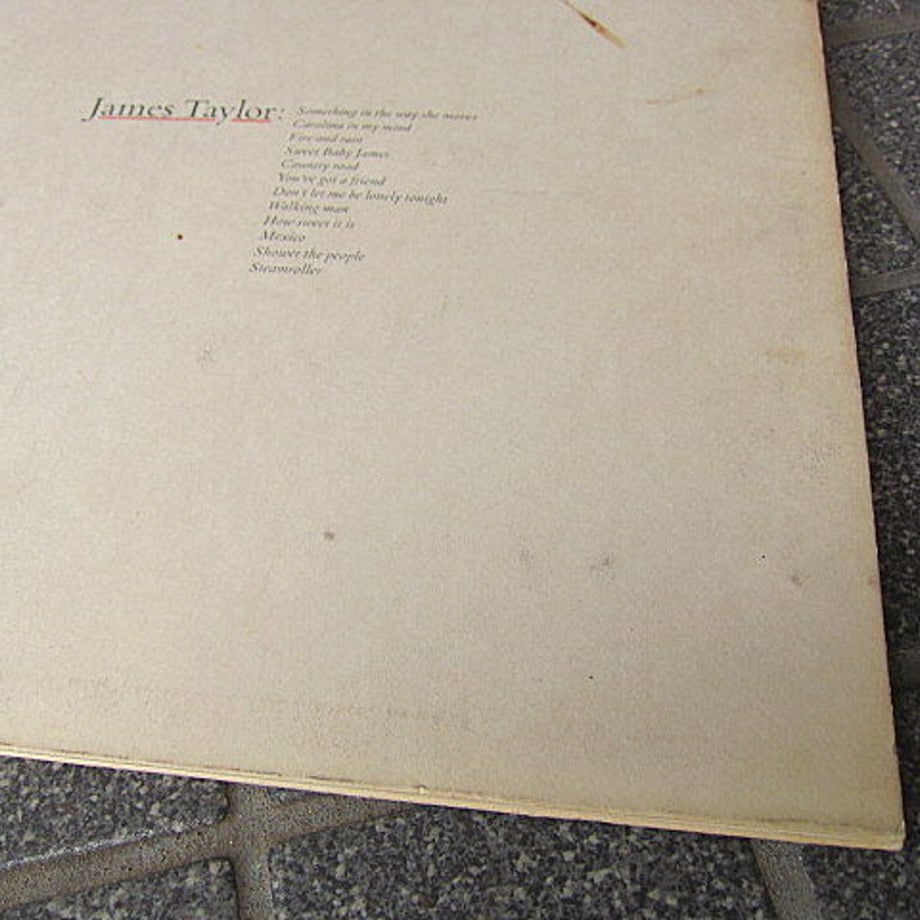 James Taylor: Something in the way she moves
Carolina in my mind
Fire and rain
Sweet Baby James
Country road
You've got a friend
Don't let me be lonely tonight
Walking man
How sweet it is
Mexico
Shower the people
Steamroller